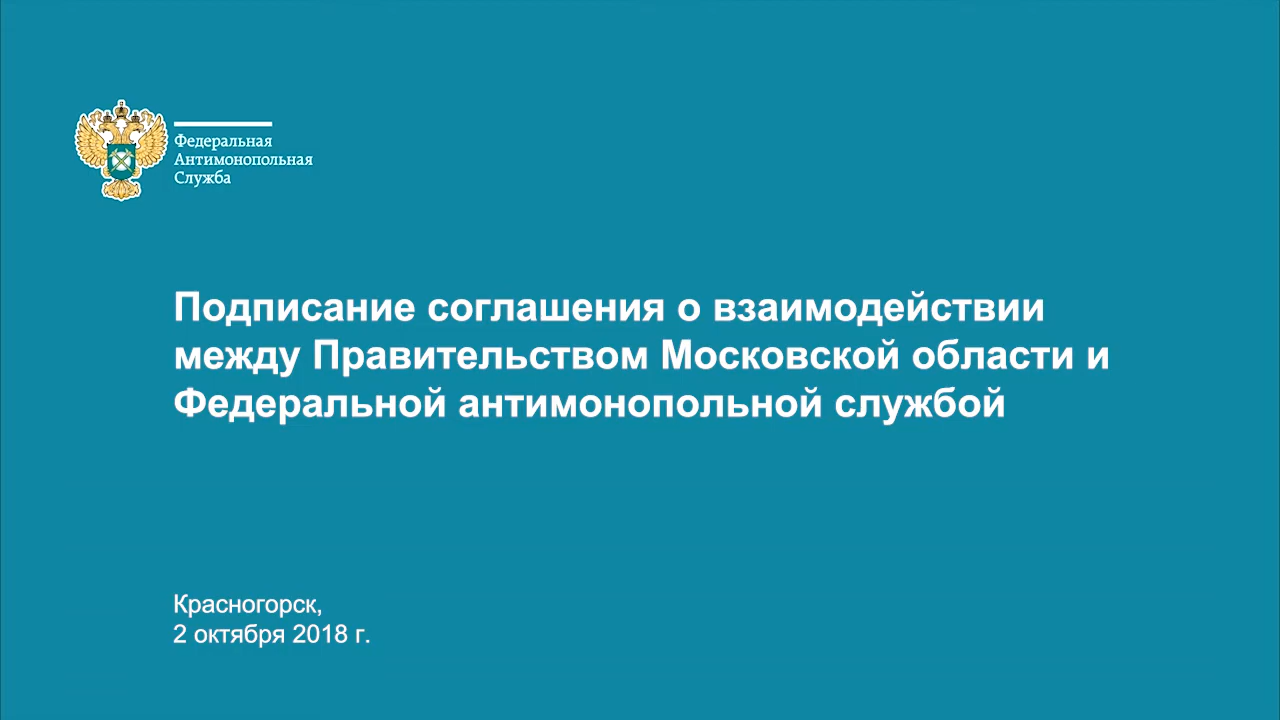 Федеральная
Антимонопольная
Служба
Подписание соглашения о взаимодействии
между Правительством Московской области и
Федеральной антимонопольной службой
Красногорск,
2 октября 2018 г.